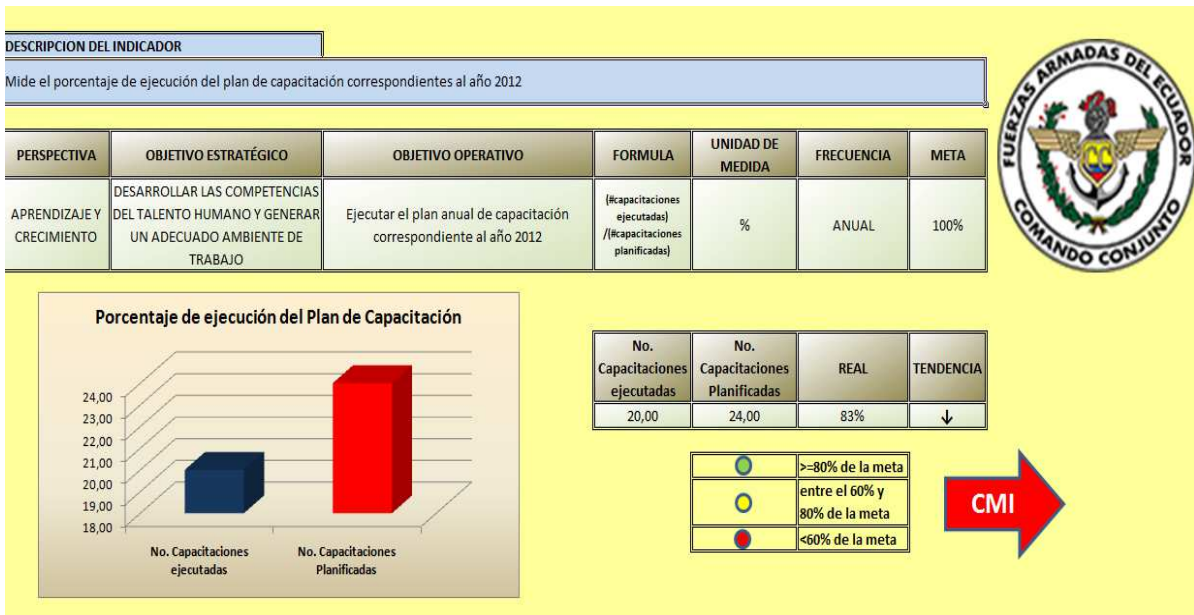 DESCRIPCION DEL INDICADOR
Mide el porcentaje de ejecución del plan de capacitación correspondientes al año 2012
FUERZAS ARMADAS DEL ECUADOR
COMANDO CONJUNTO
PERSPECTIVA
OBJETIVO ESTRATÉGICO
OBJETIVO OPERATIVO
FORMULA
UNIDAD DE
MEDIDA
FRECUENCIA
META
APRENDIZAJE Y
CRECIMIENTO
DESARROLLAR LAS COMPETENCIAS
DEL TALENTO HUMANO Y GENERAR
UN ADECUADO AMBIENTE DE
TRABAJO
Ejecutar el plan anual de capacitación
correspondiente al año 2012
(#capacitaciones
ejecutadas)
/(#capacitaciones
planificadas)
%
ANUAL
100%
Porcentaje de ejecución del Plan de Capacitación
24,00
23,00
22,00
21,00
20,00
19,00
18,00
No. Capacitaciones
ejecutadas
No. Capacitaciones
Planificadas
No.
Capacitaciones
ejecutadas
No.
Capacitaciones
Planificadas
REAL
TENDENCIA
20,00
24,00
83%
↓
>=80% de la meta
entre el 60% y
80% de la meta
<60% de la meta
CMI